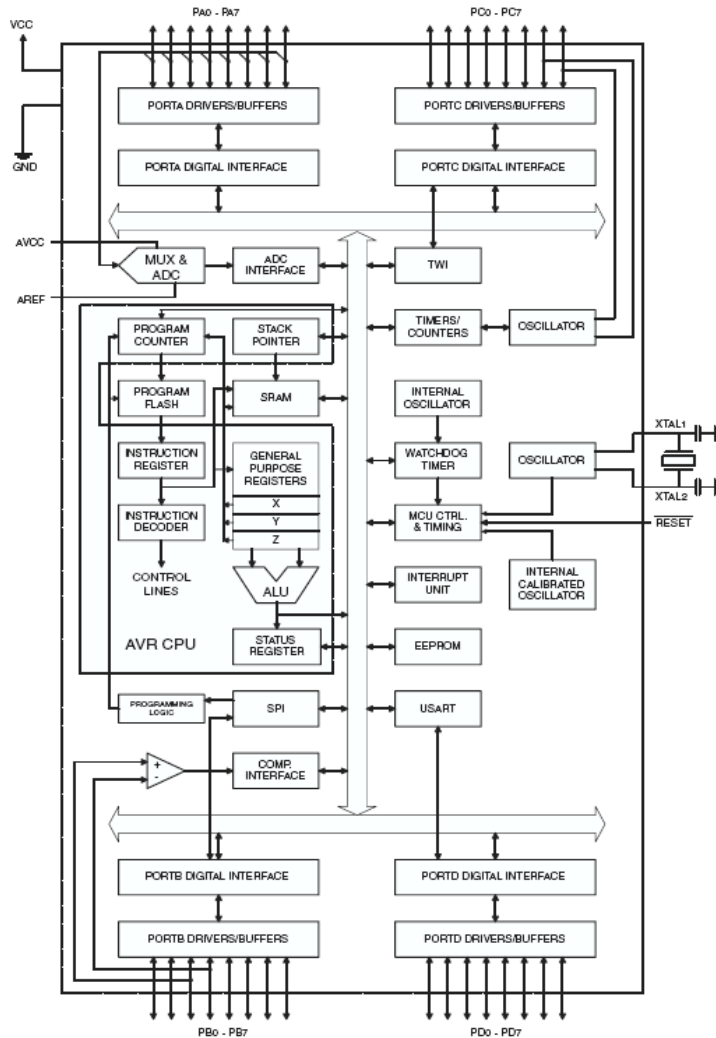 PA0 - PA7
PC0 - PC7
VCC
PORTA DRIVERS/BUFFERS
PORTC DRIVERS/BUFFERS
GND
PORTA DIGITAL INTERFACE
PORTC DIGITAL INTERFACE
AVCC
MUX &
ADC
ADC
INTERFACE
TWI
AREF
PROGRAM
COUNTER
STACK
POINTER
TIMERS/
COUNTERS
OSCILLATOR
PROGRAM
FLASH
SRAM
INTERNAL
OSCILLATOR
XTAL1
INSTRUCTION
REGISTER
GENERAL
PURPOSE
REGISTERS
WATCHDOG
TIMER
OSCILLATOR
XTAL2
X
INSTRUCTION
DECODER
Y
MCU CTRL.
& TIMING
RESET
Z
CONTROL
LINES
ALU
INTERRUPT
UNIT
INTERNAL
CALIBRATED
OSCILLATOR
AVR CPU
STATUS
REGISTER
EEPROM
PROGRAMMING
LOGIC
SPI
USART
+
-
COMP.
INTERFACE
PORTB DIGITAL INTERFACE
PORTD DIGITAL INTERFACE
PORTB DRIVERS/BUFFERS
PORTD DRIVERS/BUFFERS
PB0 - PB7
PD0 - PD7